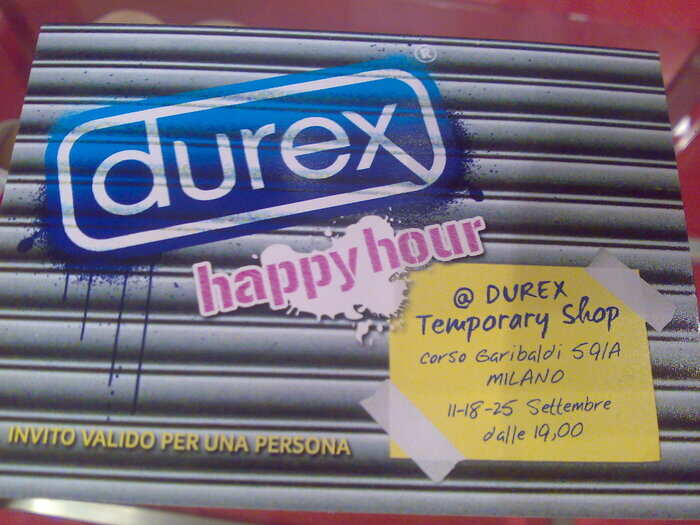 durex®
happy hour
@ DUREX
Temporary Shop
corso Garibaldi 59/A
MILANO
11-18-25 Settembre
dalle 19,00
INVITO VALIDO PER UNA PERSONA